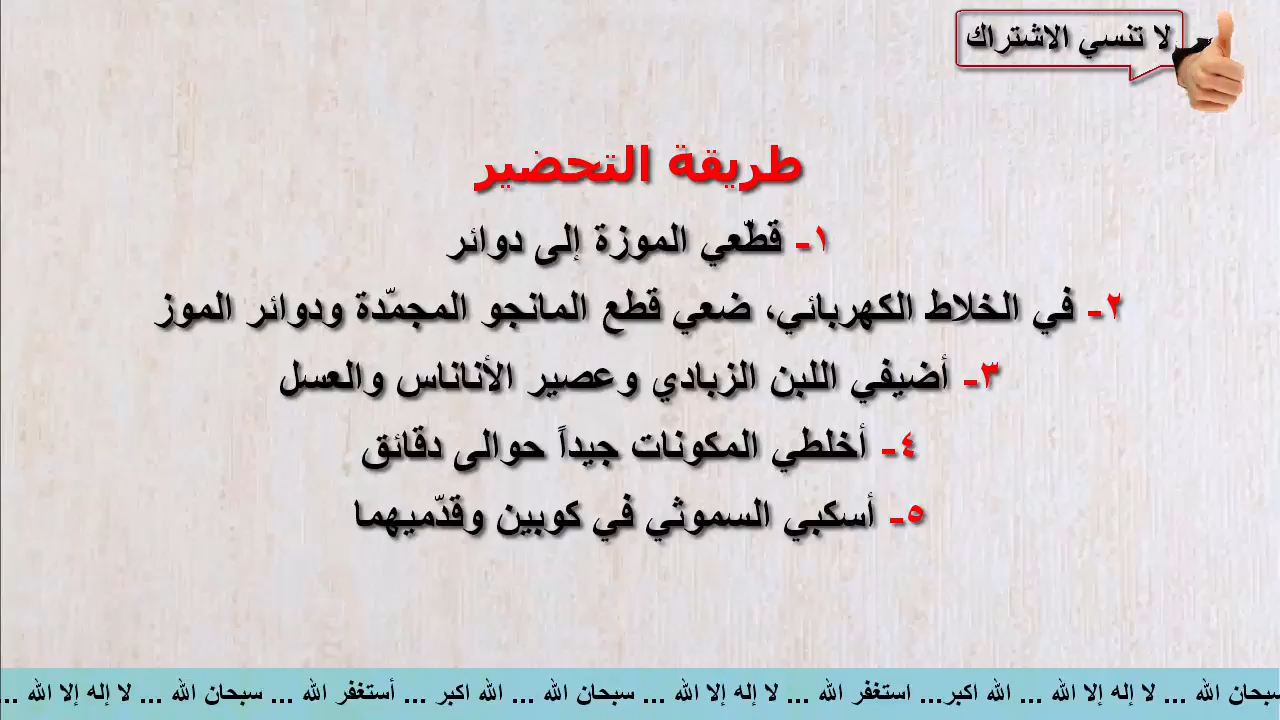 لا تنسي الاشتراك
طريقة التحضير
١- قطّعي الموزة إلى دوائر
٢- في الخلاط الكهربائي، ضعي قطع المانجو المجمّدة ودوائر الموز
٣- أضيفي اللبن الزبادي وعصير الأناناس والعسل
٤- أخلطي المكونات جيداً حوالى دقائق
٥- أسكبي السموثي في كوبين وقدّميهما
سبحان الله ... لا إله إلا الله ... الله اكبر... استغفر الله ... لا إله إلا الله ... سبحان الله ... الله اكبر ... أستغفر الله ... سبحان الله ... لا إله إلا الله ...